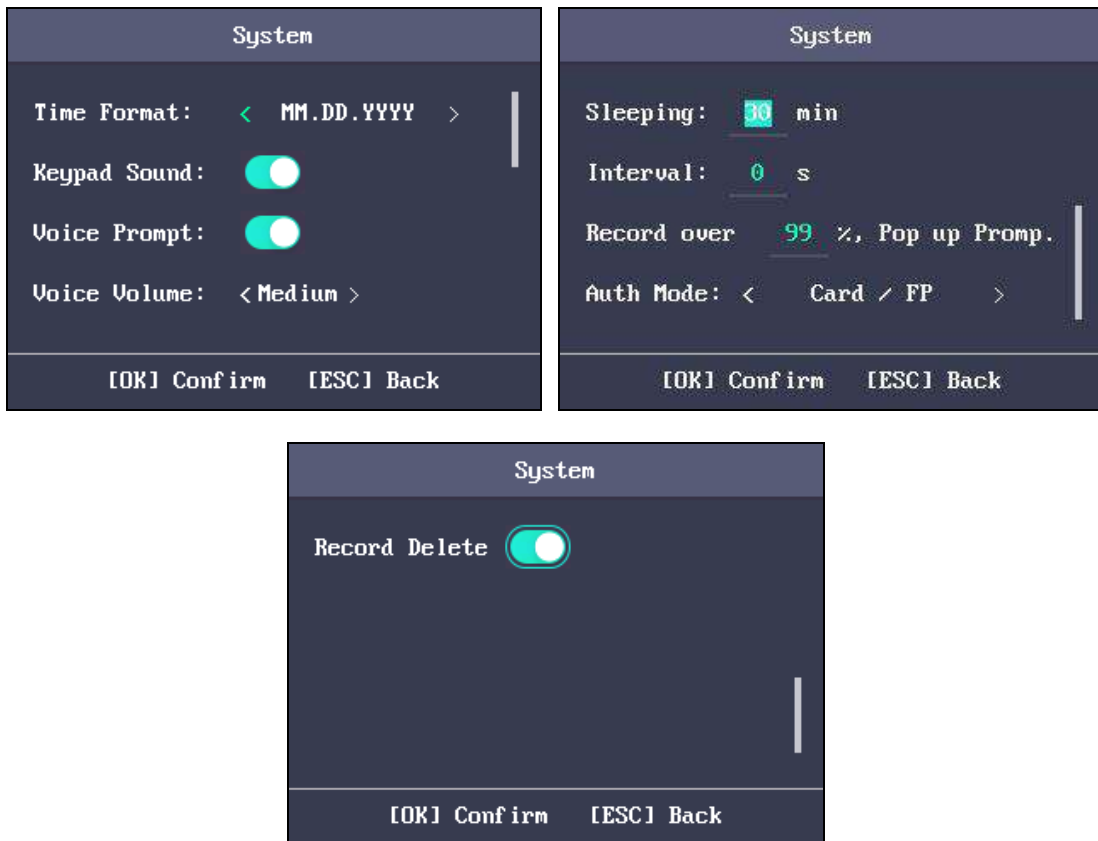 System
Time Format: < MM.DD.YYYY >
Keypad Sound:
Voice Prompt:
Voice Volume: < Medium >
[OK] Confirm [ESC] Back
System
Sleeping: 30 min
Interval: 0 s
Record over 99 %, Pop up Promp.
Auth Mode: < Card / FP >
[OK] Confirm [ESC] Back
System
Record Delete
[OK] Confirm [ESC] Back